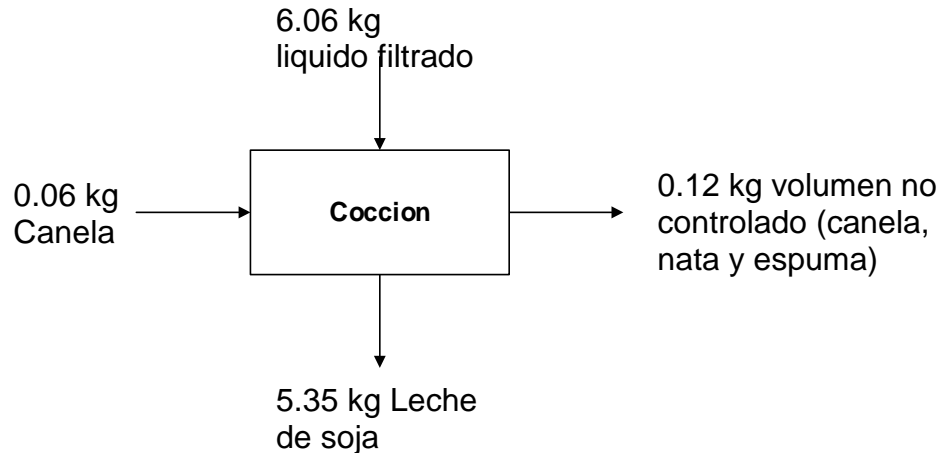 6.06 kg
liquido filtrado
0.06 kg
Canela
Coccion
0.12 kg volumen no
controlado (canela,
nata y espuma)
5.35 kg Leche
de soja